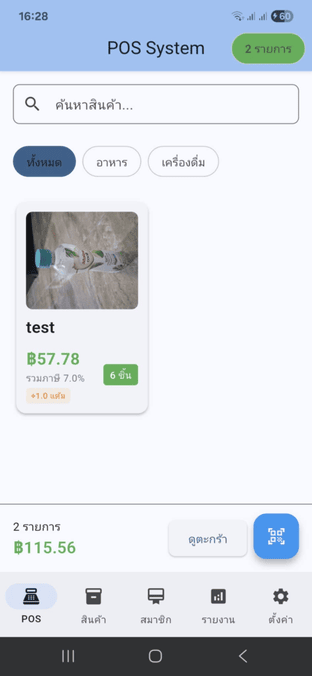 16:28
60
POS System
2 รายการ
ค้นหาสินค้า...
ทั้งหมด
อาหาร
เครื่องดื่ม
test
฿57.78
รวมภาษี 7.0%
6 ชิ้น
+1.0 แต้ม
2 รายการ
฿115.56
ดูตะกร้า
POS
สินค้า
สมาชิก
รายงาน
ตั้งค่า